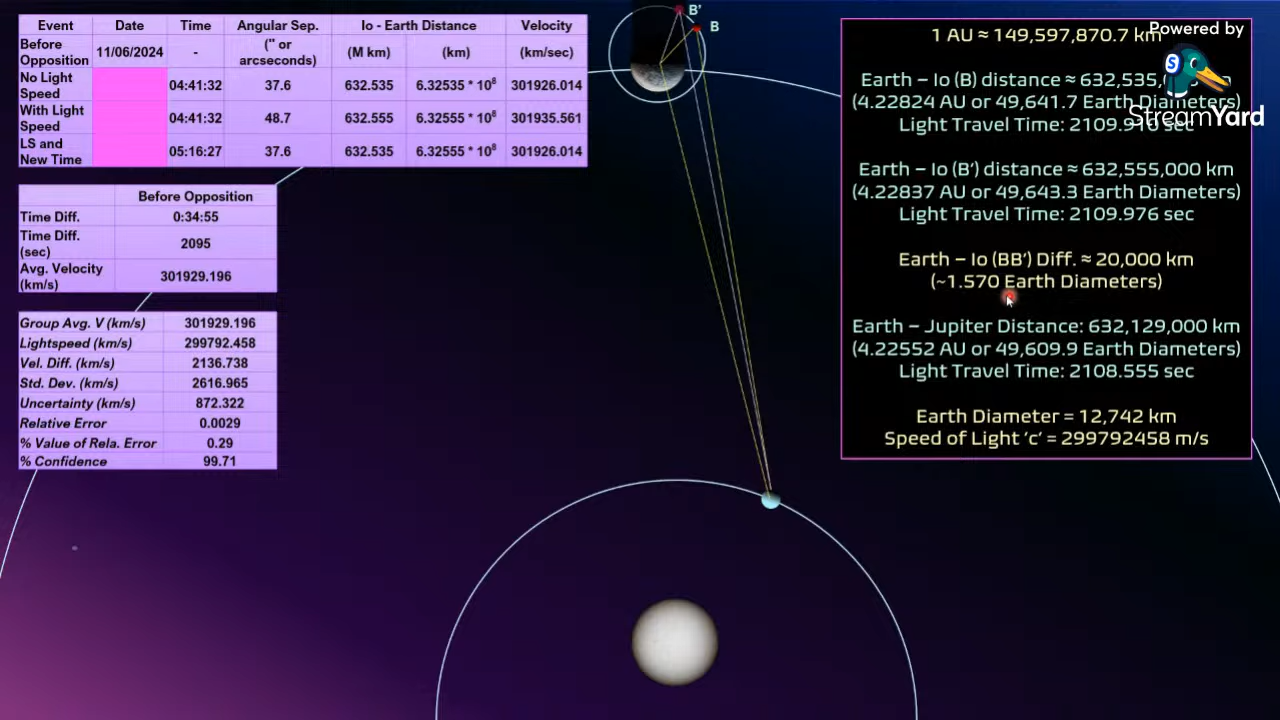 Event Date Time Angular Sep. Io - Earth Distance Velocity
Before Opposition 11/06/2024 - (" or arcseconds) (M km) (km) (km/sec)
No Light Speed 04:41:32 37.6 632.535 6.32535 * 10⁸ 301926.014
With Light Speed 04:41:32 48.7 632.555 6.32555 * 10⁸ 301935.561
LS and New Time 05:16:27 37.6 632.535 6.32555 * 10⁸ 301926.014
Before Opposition
Time Diff. 0:34:55
Time Diff. (sec) 2095
Avg. Velocity (km/s) 301929.196
Group Avg. V (km/s) 301929.196
Lightspeed (km/s) 299792.458
Vel. Diff. (km/s) 2136.738
Std. Dev. (km/s) 2616.965
Uncertainty (km/s) 872.322
Relative Error 0.0029
% Value of Rela. Error 0.29
% Confidence 99.71
B'
B
1 AU ≈ 149,597,870.7 km
Earth – Io (B) distance ≈ 632,535,
(4.22824 AU or 49,641.7 Earth Diameters)
Light Travel Time: 2109.910 sec
Earth – Io (B') distance ≈ 632,555,000 km
(4.22837 AU or 49,643.3 Earth Diameters)
Light Travel Time: 2109.976 sec
Earth – Io (BB') Diff. ≈ 20,000 km
(~1.570 Earth Diameters)
Earth – Jupiter Distance: 632,129,000 km
(4.22552 AU or 49,609.9 Earth Diameters)
Light Travel Time: 2108.555 sec
Earth Diameter = 12,742 km
Speed of Light 'c' = 299792458 m/s
Powered by
S
StreamYard